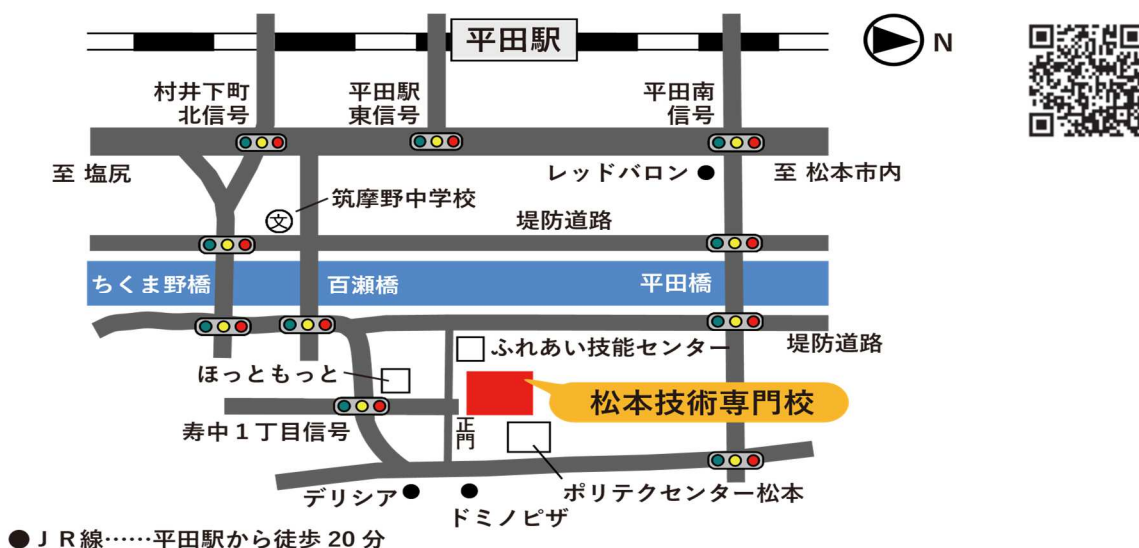 平田駅
N
村井下町
北信号
平田駅
東信号
平田南
信号
至 塩尻
レッドバロン
至 松本市内
筑摩野中学校
文
堤防道路
ちくま野橋
百瀬橋
平田橋
堤防道路
ふれあい技能センター
ほっともっと
松本技術専門校
寿中１丁目信号
正門
デリシア
ポリテクセンター松本
ドミノピザ
●ＪＲ線……平田駅から徒歩 20 分